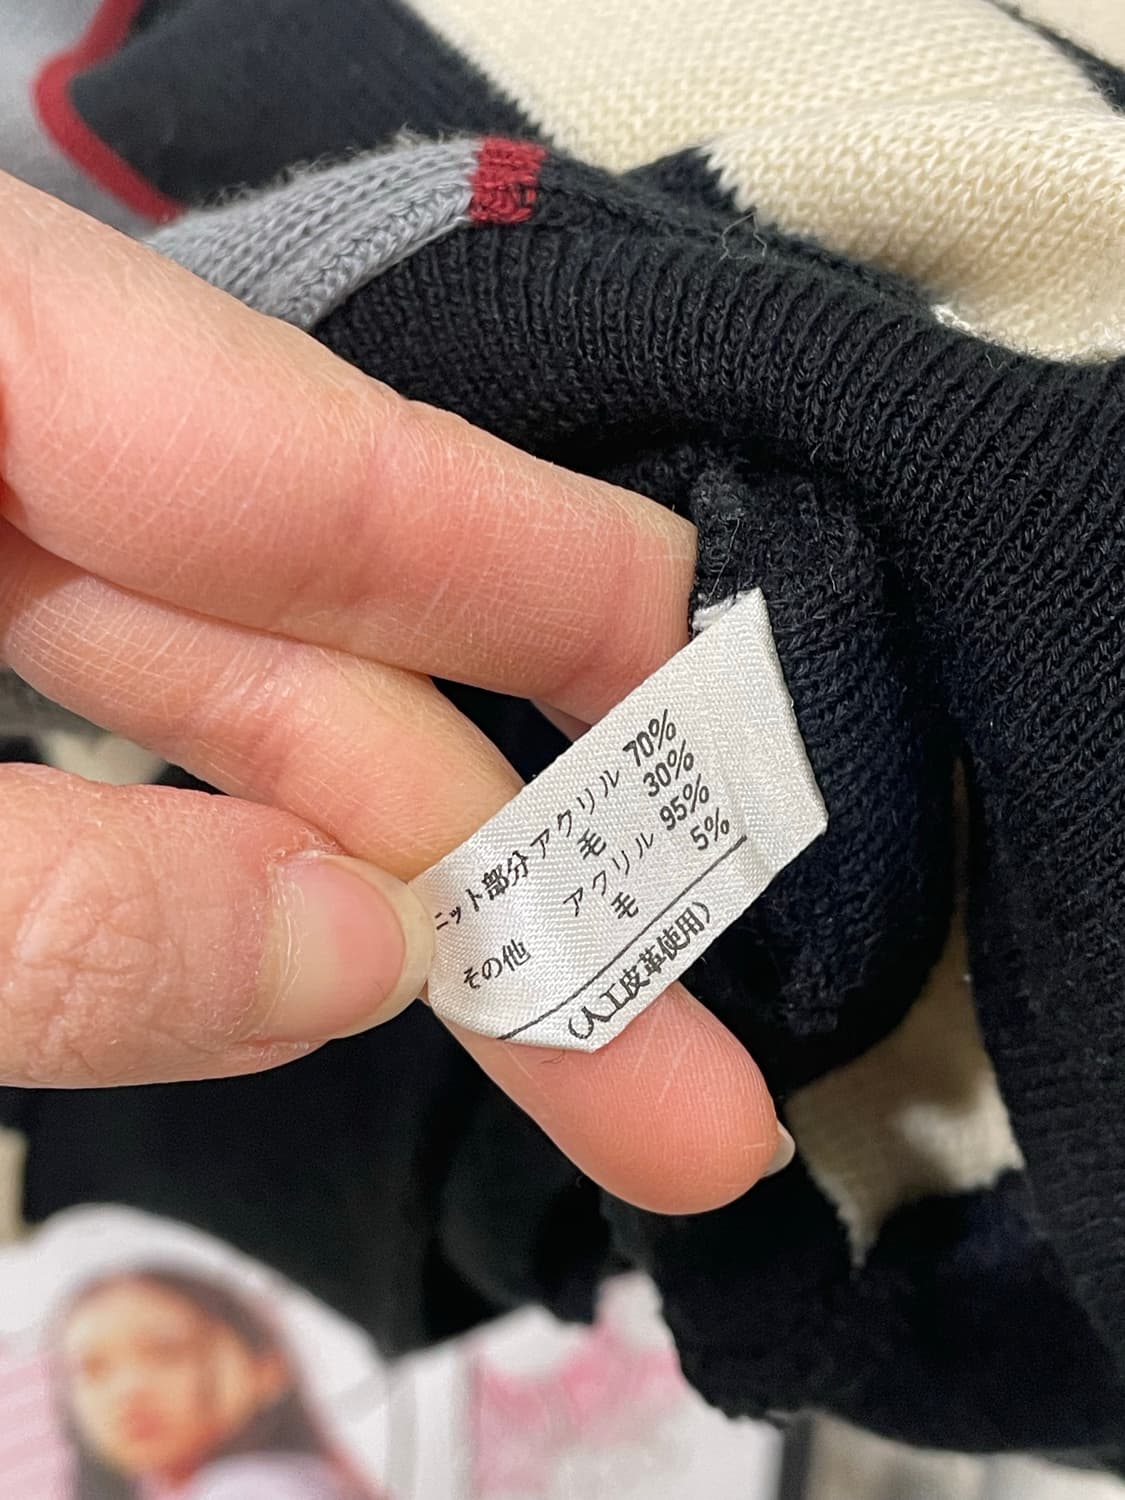 ニット部分 アクリル 70%
毛 30%
その他 アクリル 95%
毛 5%
(人工皮革使用)